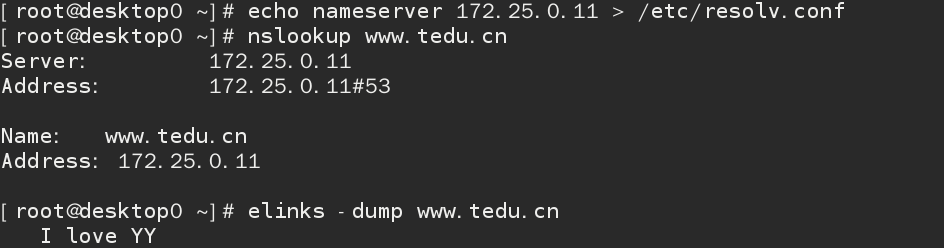 [root@desktop0 ~]# echo nameserver 172.25.0.11 > /etc/resolv.conf
[root@desktop0 ~]# nslookup www.tedu.cn
Server:         172.25.0.11
Address:        172.25.0.11#53
Name:    www.tedu.cn
Address: 172.25.0.11
[root@desktop0 ~]# elinks -dump www.tedu.cn
   I love YY